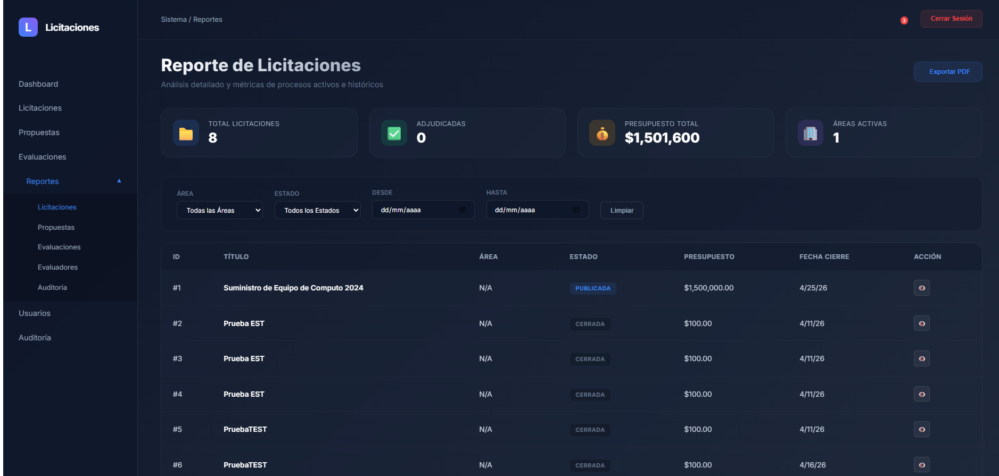 L Licitaciones
Sistema / Reportes
3
Cerrar Sesión
Dashboard
Licitaciones
Propuestas
Evaluaciones
Reportes ▲
Licitaciones
Propuestas
Evaluaciones
Evaluadores
Auditoría
Usuarios
Auditoría
Reporte de Licitaciones
Análisis detallado y métricas de procesos activos e históricos
Exportar PDF
TOTAL LICITACIONES
8
ADJUDICADAS
0
PRESUPUESTO TOTAL
$1,501,600
ÁREAS ACTIVAS
1
ÁREA
Todas las Áreas
ESTADO
Todos los Estados
DESDE
dd/mm/aaaa
HASTA
dd/mm/aaaa
Limpiar
ID TÍTULO ÁREA ESTADO PRESUPUESTO FECHA CIERRE ACCIÓN
#1 Suministro de Equipo de Computo 2024 N/A PUBLICADA $1,500,000.00 4/25/26
#2 Prueba EST N/A CERRADA $100.00 4/11/26
#3 Prueba EST N/A CERRADA $100.00 4/11/26
#4 Prueba EST N/A CERRADA $100.00 4/11/26
#5 PruebaTEST N/A CERRADA $100.00 4/11/26
#6 PruebaTEST N/A CERRADA $100.00 4/16/26